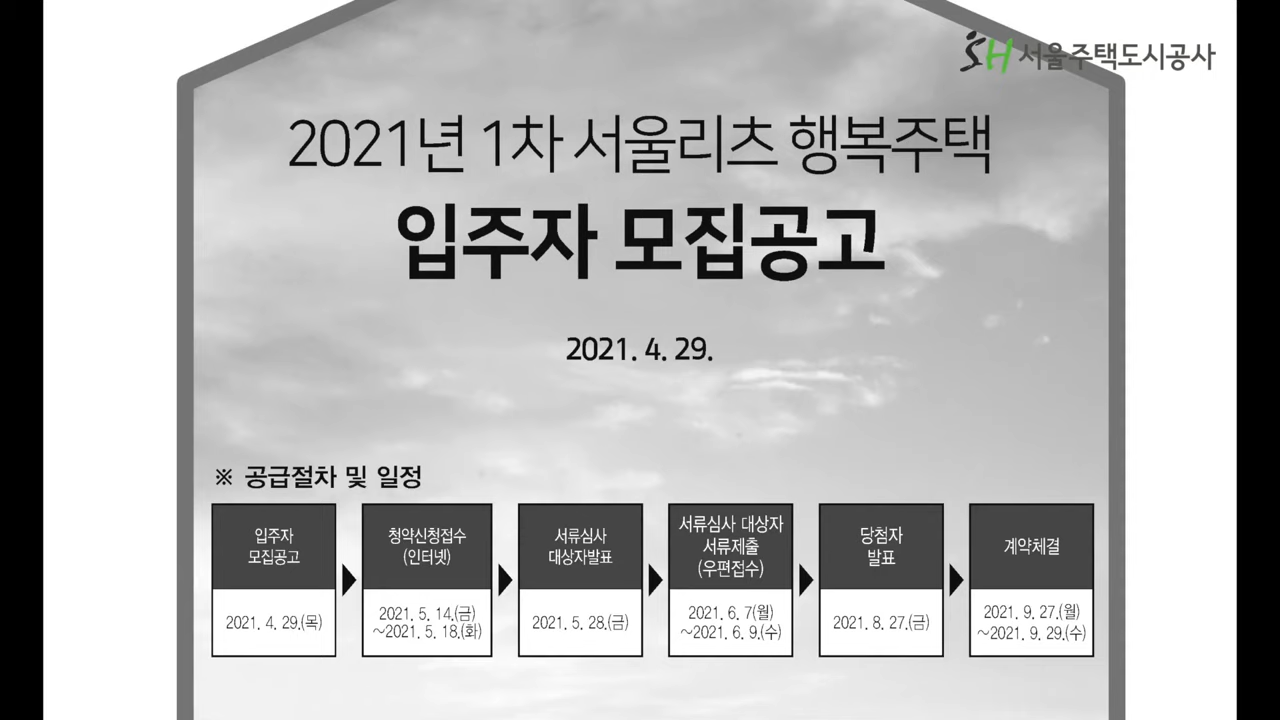 SH 서울주택도시공사
2021년 1차 서울리츠 행복주택
입주자 모집공고
2021. 4. 29.
※ 공급절차 및 일정
입주자
모집공고
2021. 4. 29.(목)
청약신청접수
(인터넷)
2021. 5. 14.(금)
~2021. 5. 18.(화)
서류심사
대상자발표
2021. 5. 28.(금)
서류심사 대상자
서류제출
(우편접수)
2021. 6. 7(월)
~2021. 6. 9.(수)
당첨자
발표
2021. 8. 27.(금)
계약체결
2021. 9. 27.(월)
~2021. 9. 29.(수)